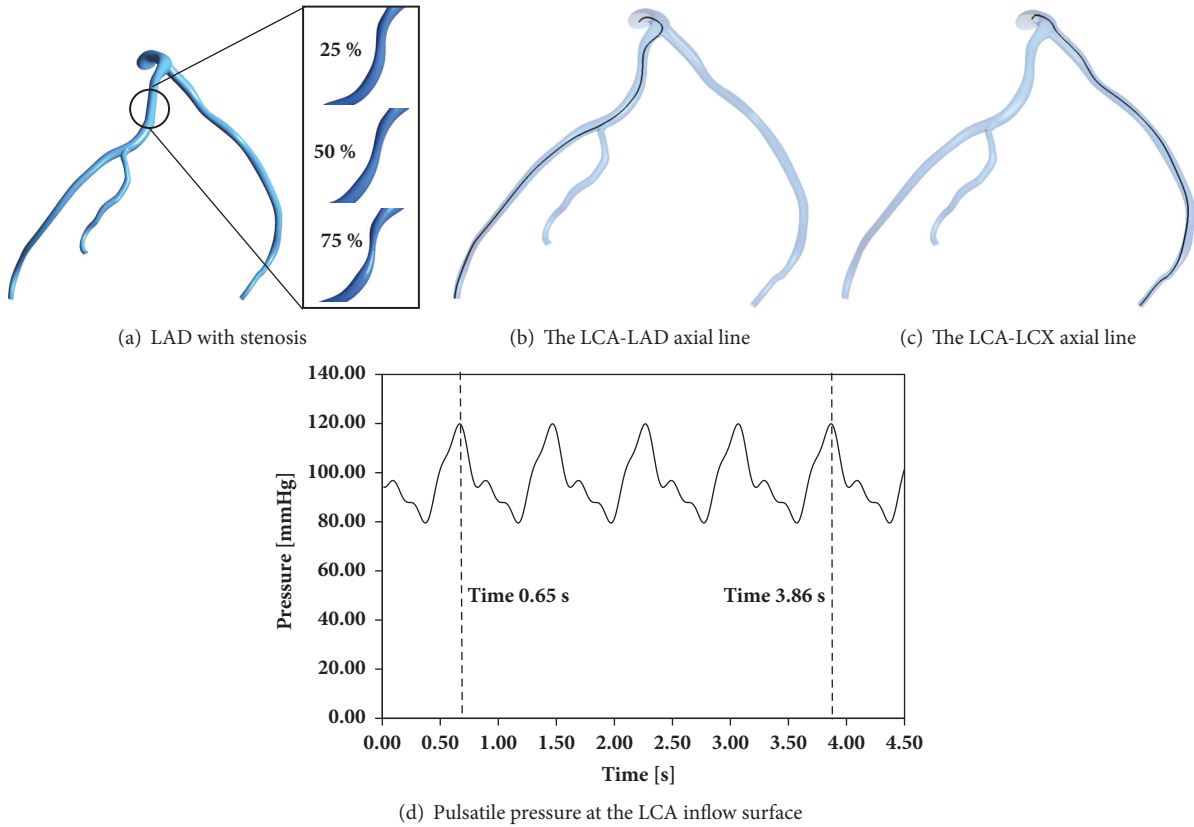 25 %
50 %
75 %
(a) LAD with stenosis
(b) The LCA-LAD axial line
(c) The LCA-LCX axial line
140.00
120.00
100.00
80.00
60.00
40.00
20.00
0.00
Pressure [mmHg]
Time 0.65 s
Time 3.86 s
0.00 0.50 1.00 1.50 2.00 2.50 3.00 3.50 4.00 4.50
Time [s]
(d) Pulsatile pressure at the LCA inflow surface